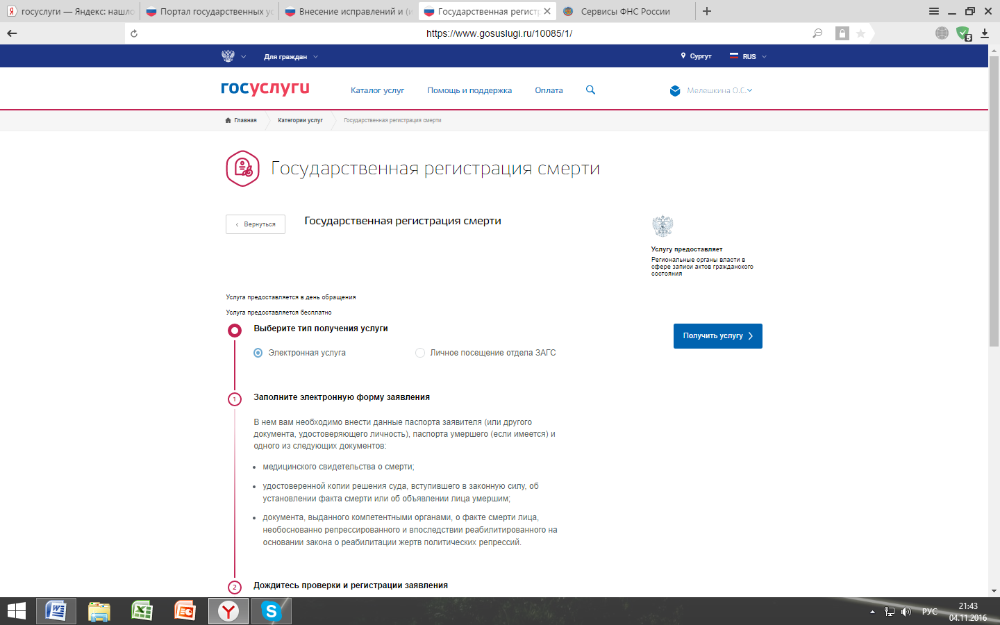 госуслуги — Яндекс: нашло
Портал государственных ус
Внесение исправлений и (и
Государственная регистр
Сервисы ФНС России
https://www.gosuslugi.ru/10085/1/
Для граждан
Сургут
RUS
госуслуги
Каталог услуг
Помощь и поддержка
Оплата
Мелешкина О.С.
Главная
Категории услуг
Государственная регистрация смерти
Государственная регистрация смерти
Вернуться
Государственная регистрация смерти
Услугу предоставляет
Региональные органы власти в
сфере записи актов гражданского
состояния
Услуга предоставляется в день обращения
Услуга предоставляется бесплатно
Выберите тип получения услуги
Получить услугу
Электронная услуга
Личное посещение отдела ЗАГС
1
Заполните электронную форму заявления
В нем вам необходимо внести данные паспорта заявителя (или другого
документа, удостоверяющего личность), паспорта умершего (если имеется) и
одного из следующих документов:
• медицинского свидетельства о смерти;
• удостоверенной копии решения суда, вступившего в законную силу, об
установлении факта смерти или об объявлении лица умершим;
• документа, выданного компетентными органами, о факте смерти лица,
необоснованно репрессированного и впоследствии реабилитированного на
основании закона о реабилитации жертв политических репрессий.
2
Дождитесь проверки и регистрации заявления
РУС
21:43
04.11.2016